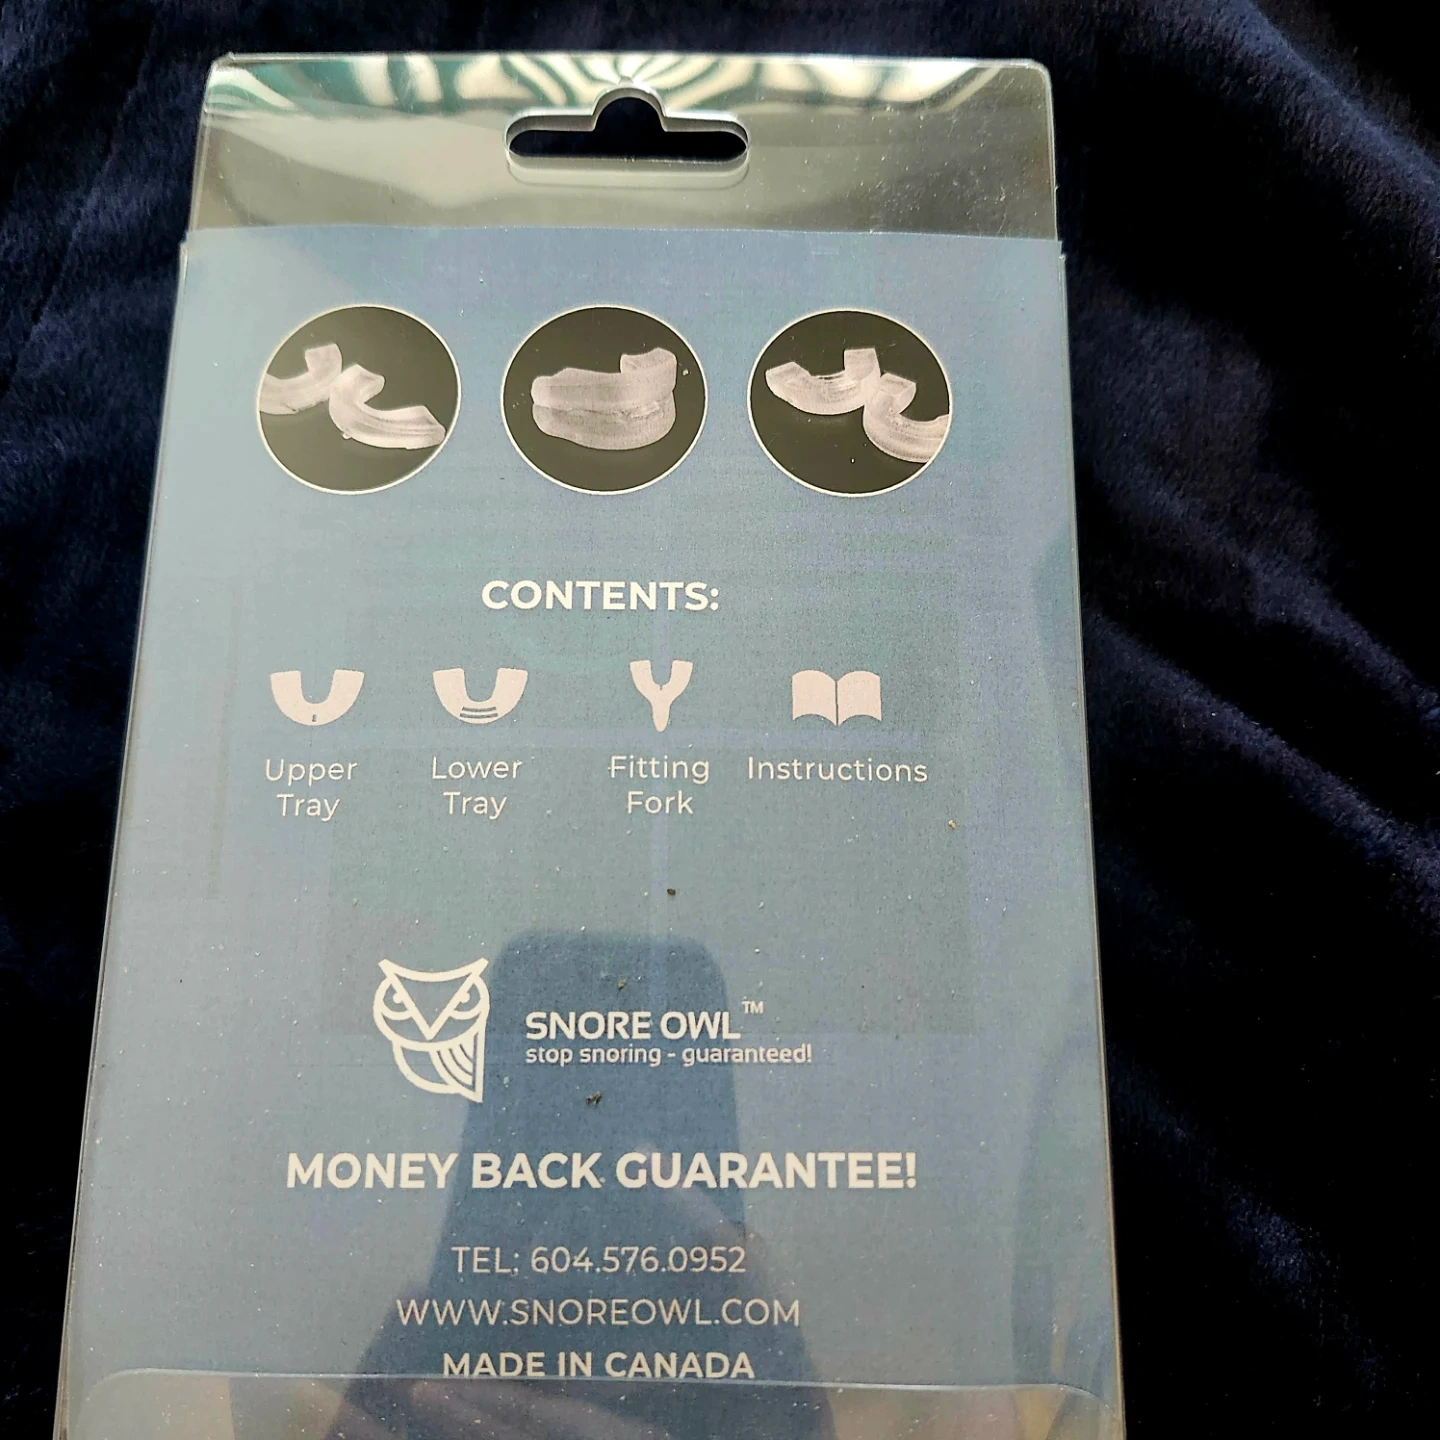 CONTENTS:
Upper Tray
Lower Tray
Fitting Fork
Instructions
SNORE OWL™
stop snoring - guaranteed!
MONEY BACK GUARANTEE!
TEL: 604.576.0952
WWW.SNOREOWL.COM
MADE IN CANADA